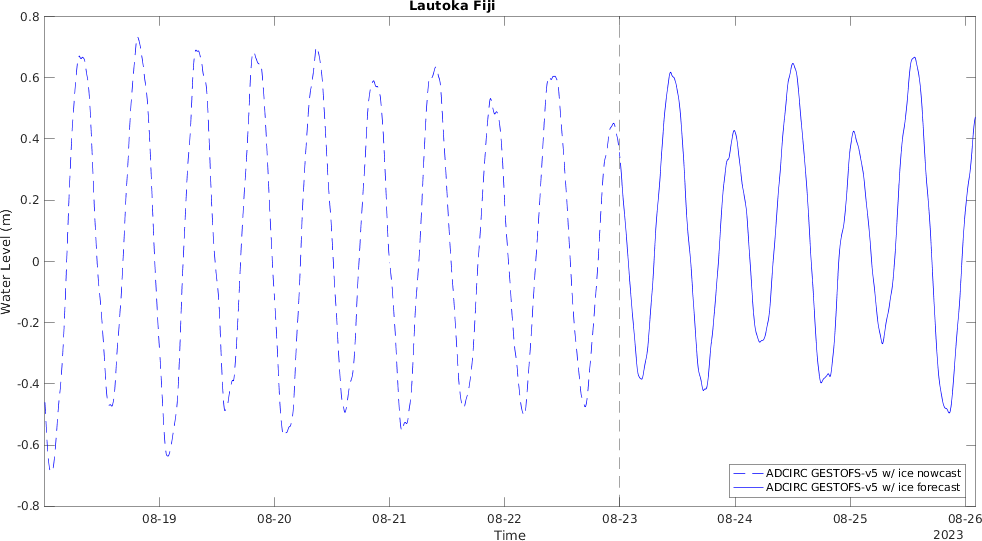 Lautoka Fiji
0.8
0.6
0.4
0.2
0
-0.2
-0.4
-0.6
-0.8
Water Level (m)
ADCIRC GESTOFS-v5 w/ ice nowcast
ADCIRC GESTOFS-v5 w/ ice forecast
08-19 08-20 08-21 08-22 08-23 08-24 08-25 08-26
Time
2023